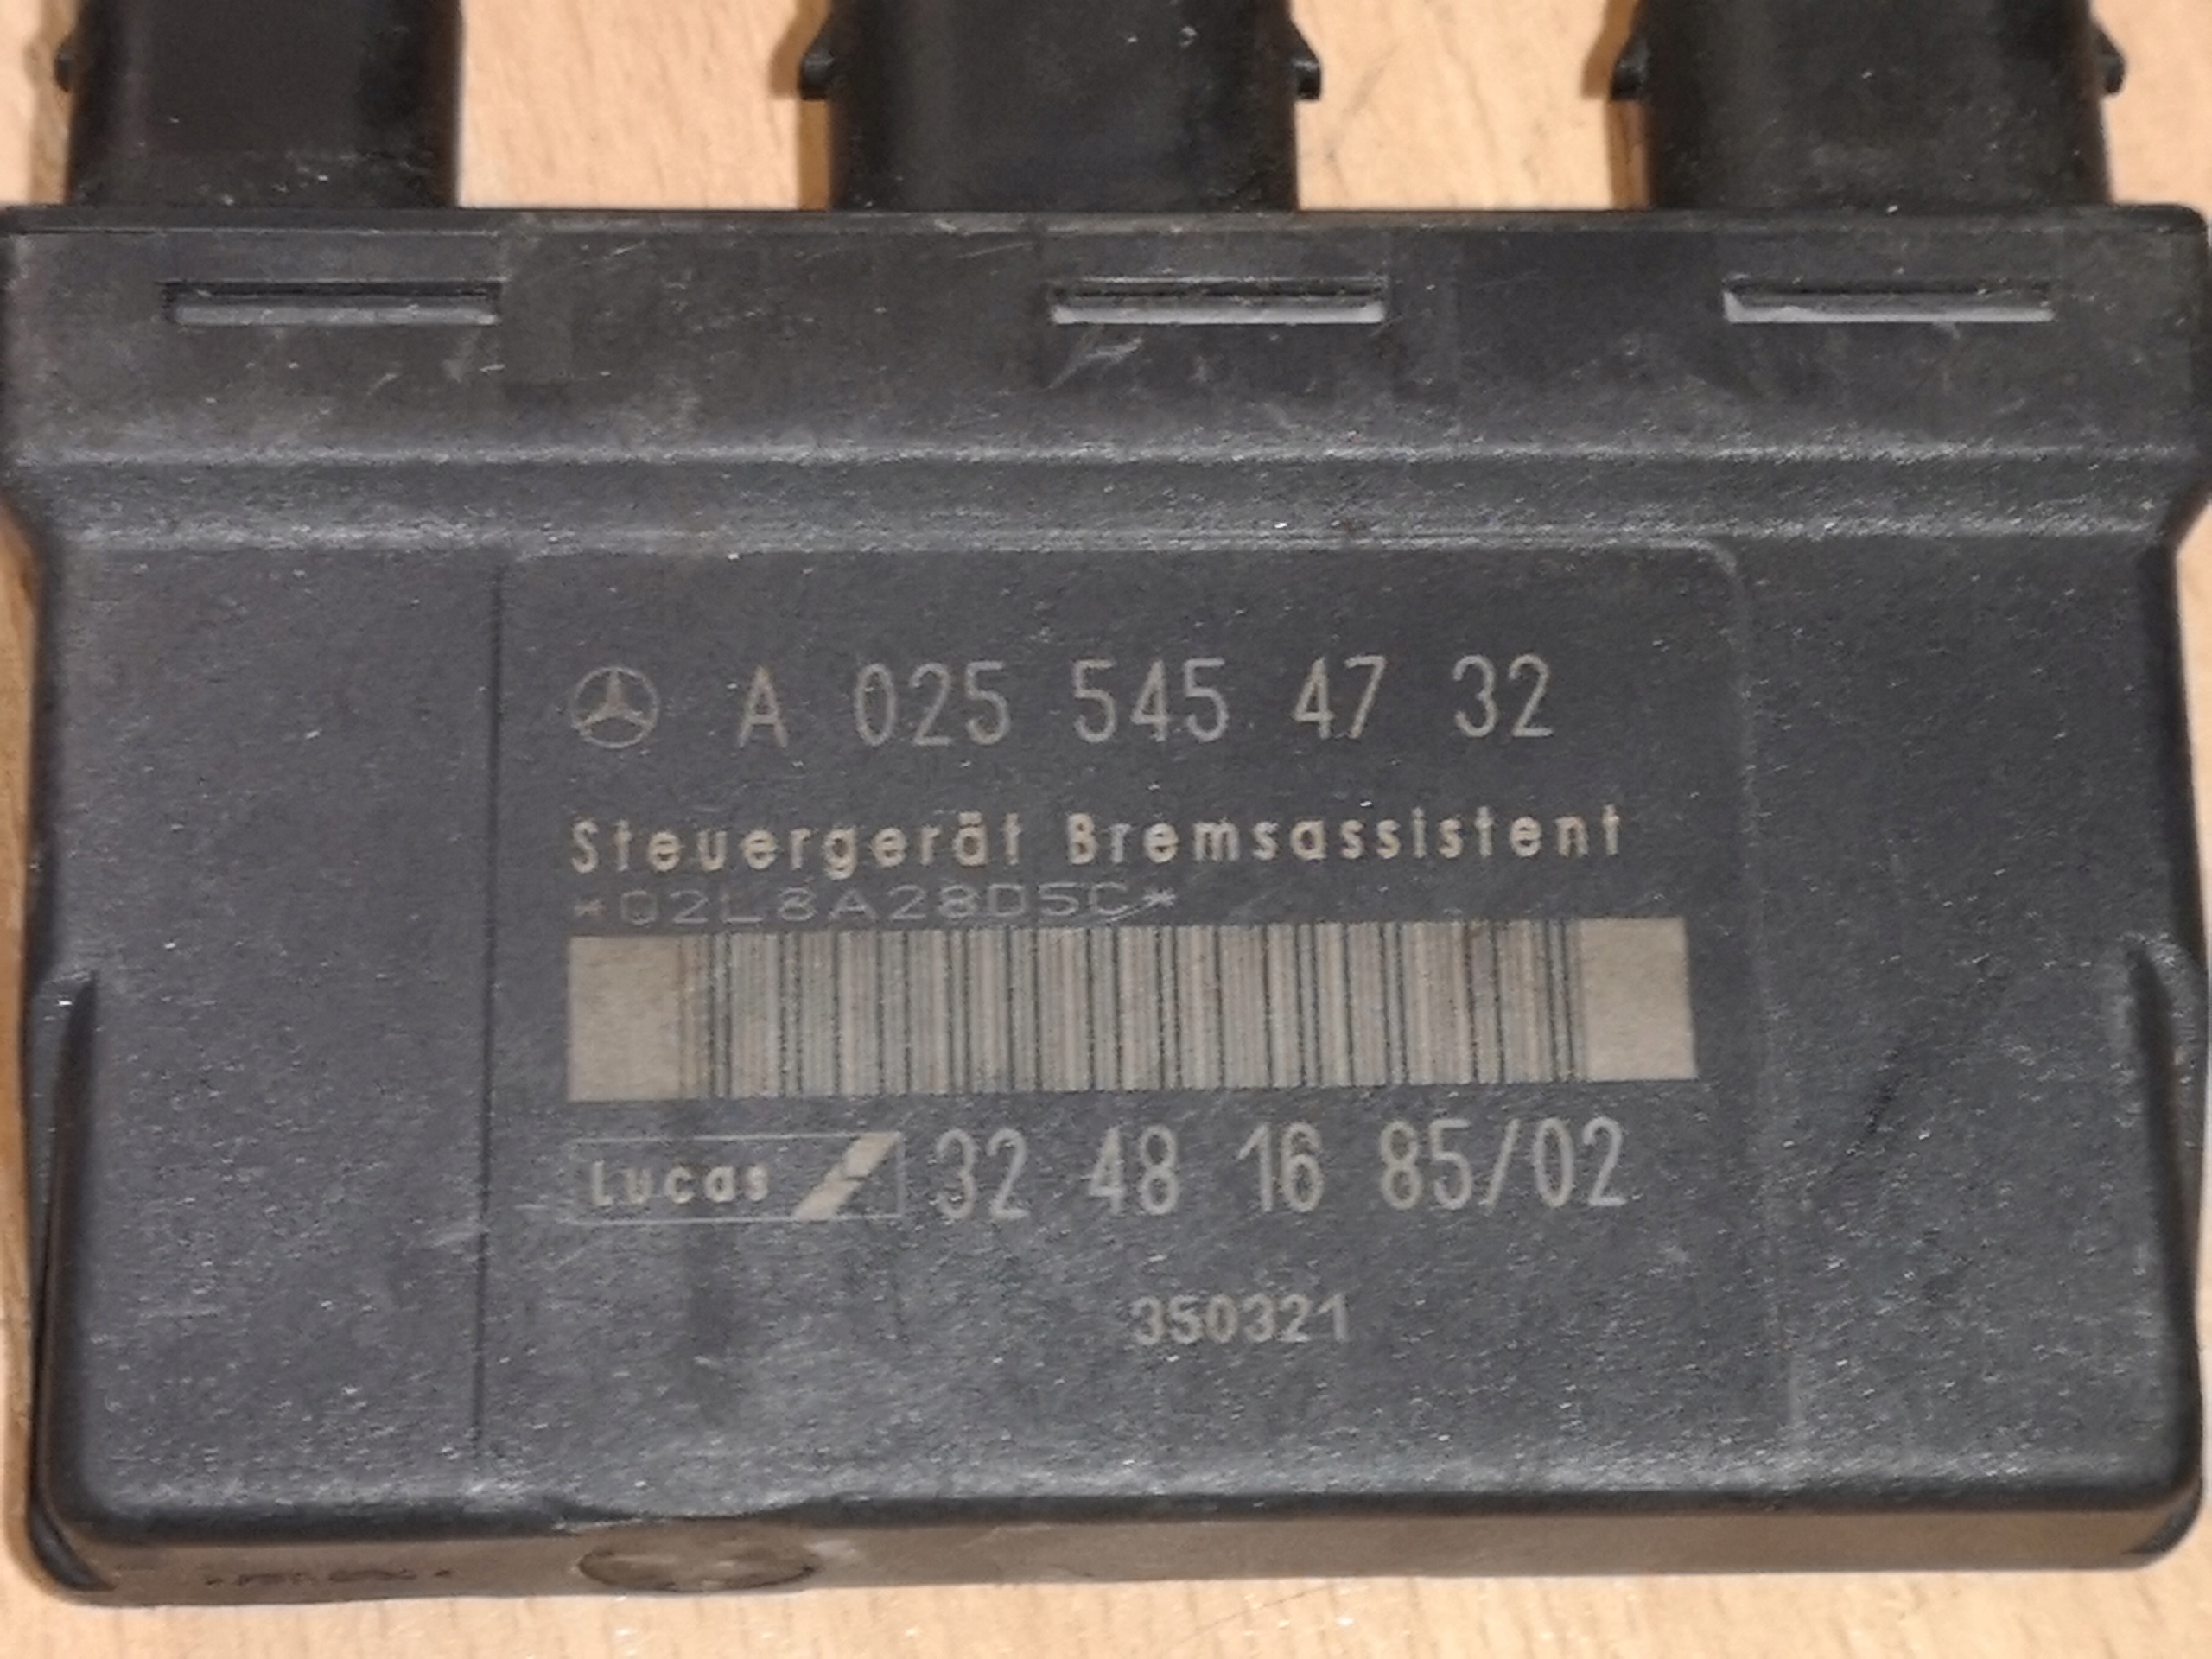 A 025 545 47 32
Steuergerät Bremsassistent
*02L8A28D5C*
Lucas 32 48 16 85/02
350321